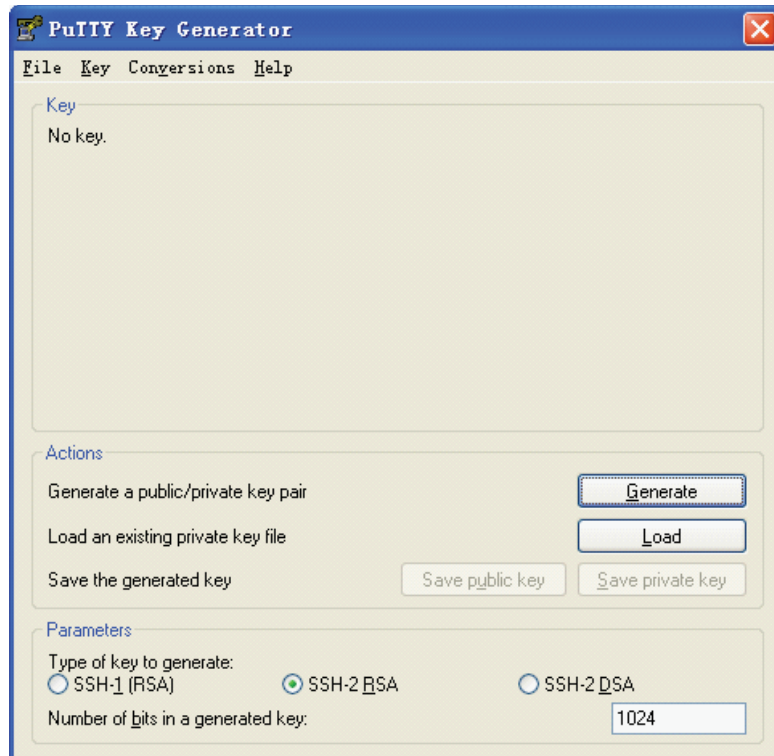 PuTTY Key Generator
File Key Conversions Help
Key
No key.
Actions
Generate a public/private key pair Generate
Load an existing private key file Load
Save the generated key Save public key Save private key
Parameters
Type of key to generate:
SSH-1 (RSA) SSH-2 RSA SSH-2 DSA
Number of bits in a generated key: 1024